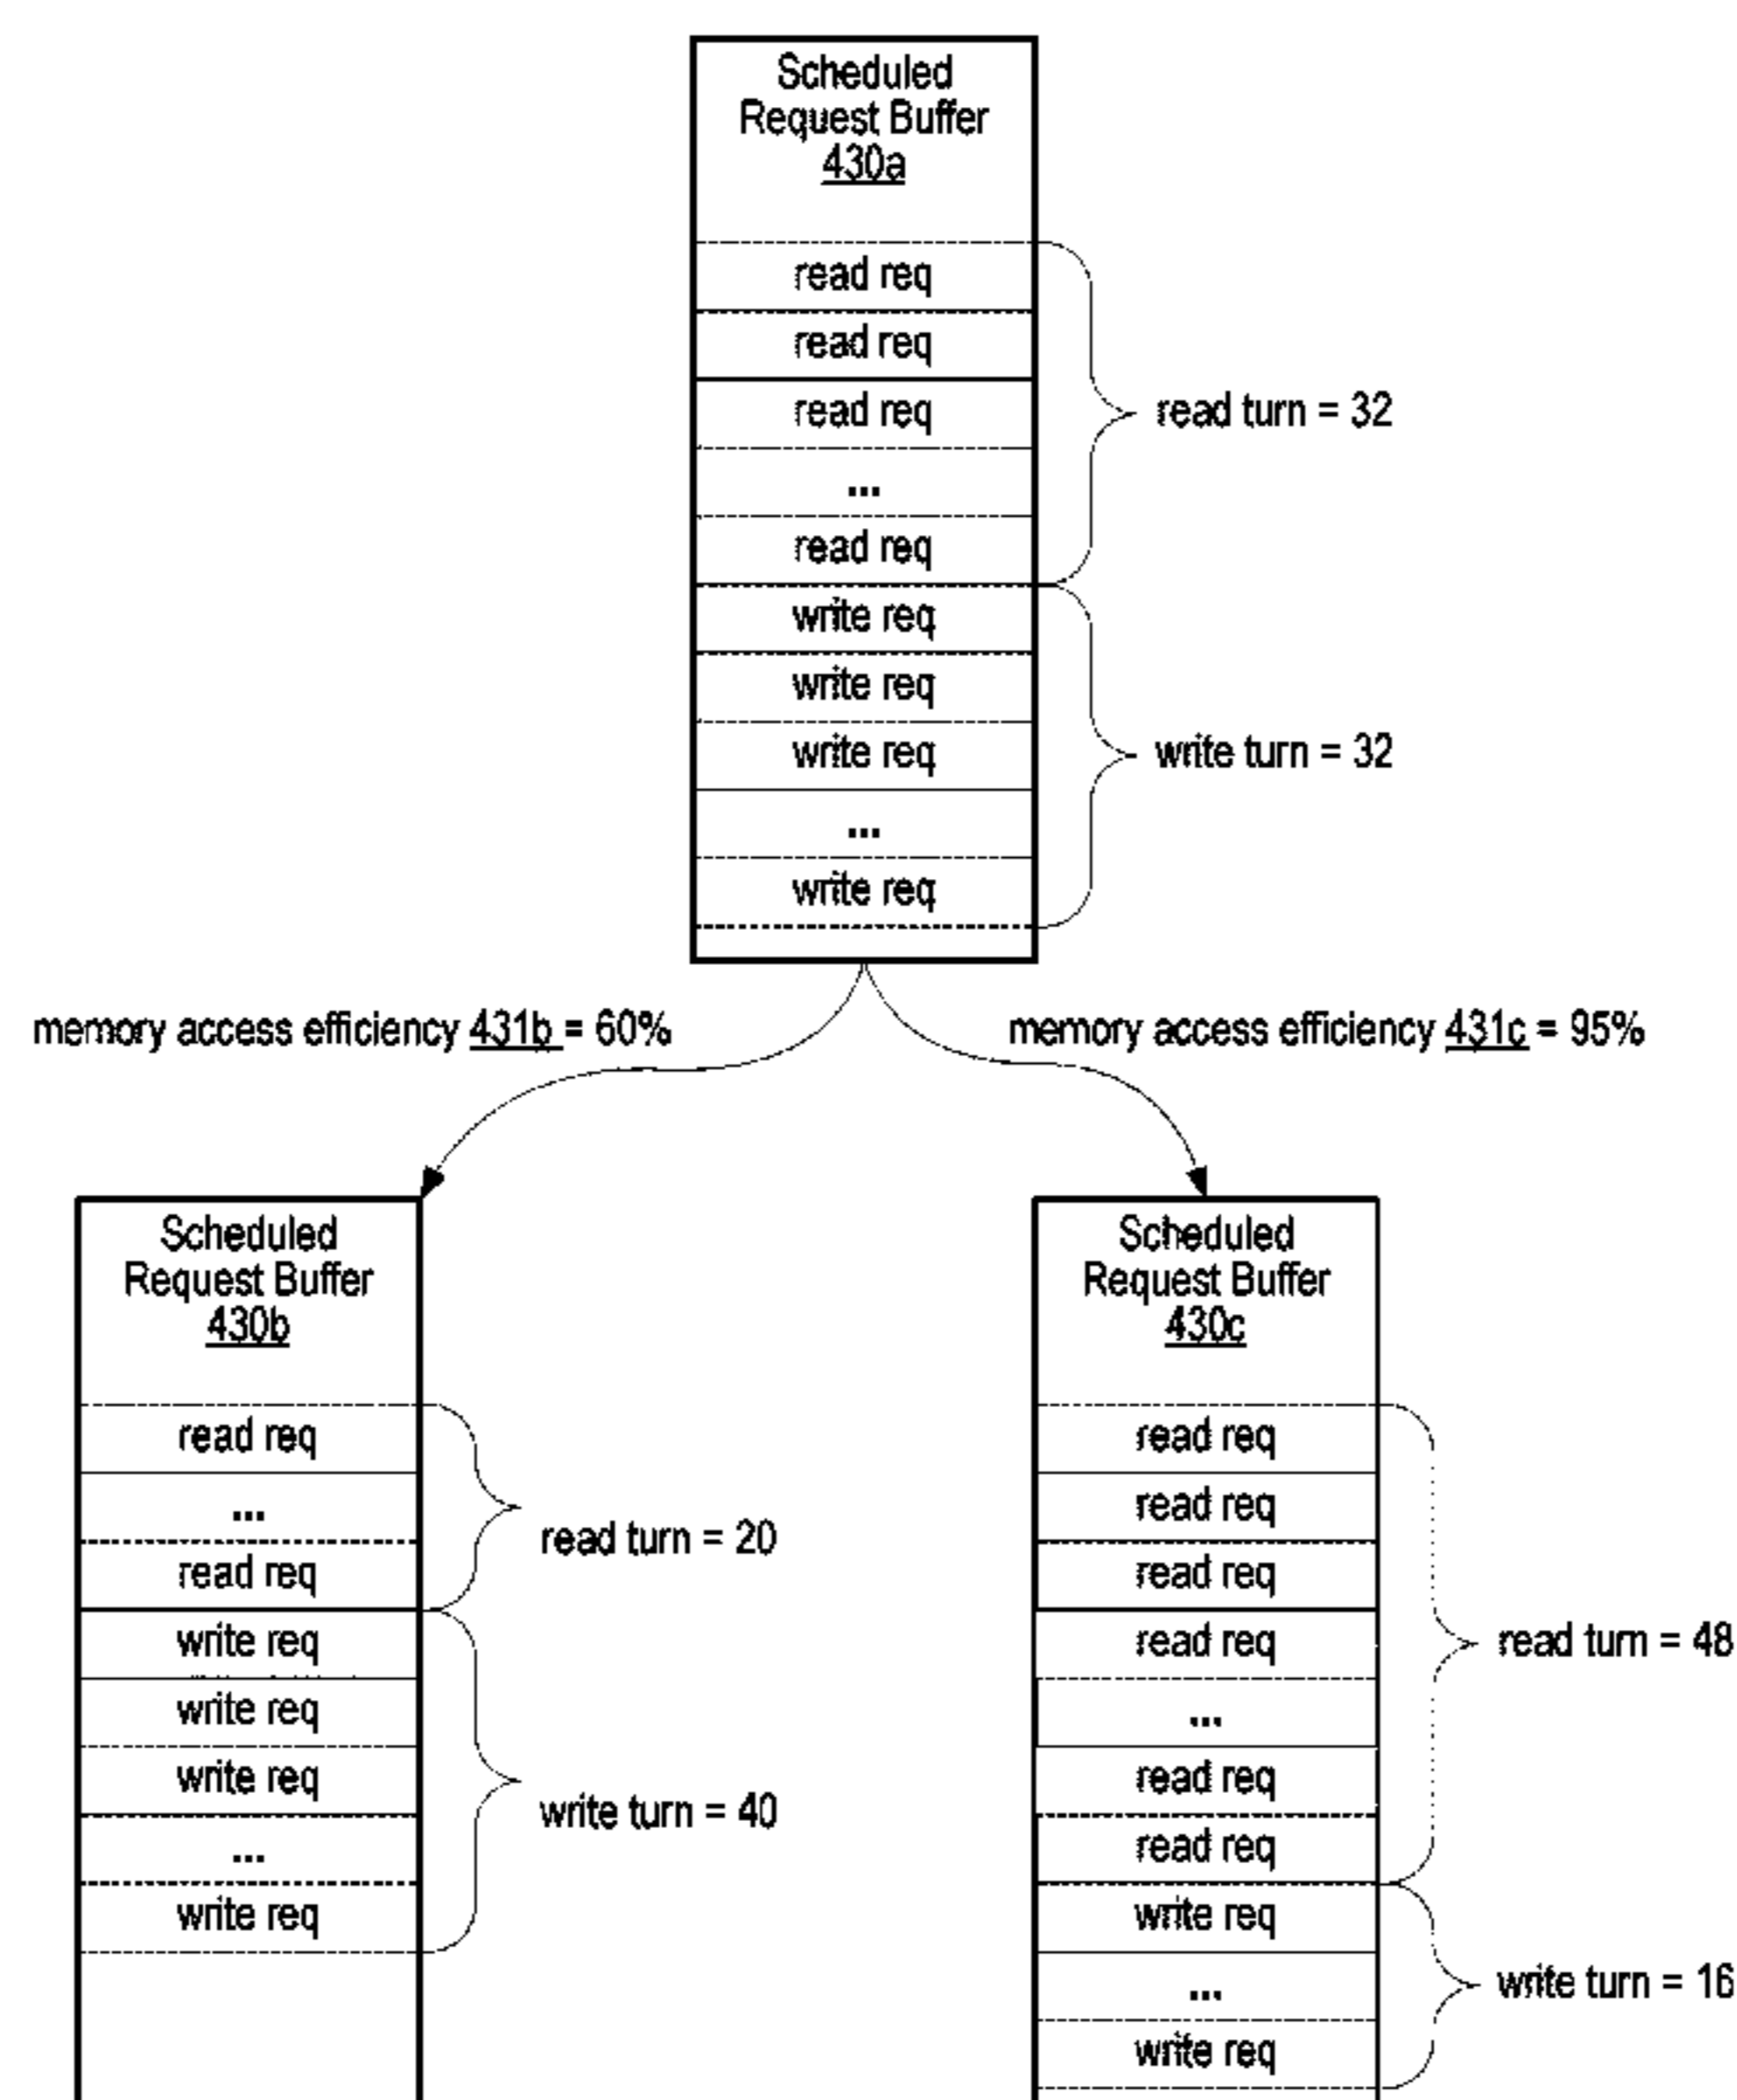 Scheduled
Request Buffer
430a
read req
read req
read req
...
read req
read turn = 32
write req
write req
write req
...
write req
write turn = 32
memory access efficiency 431b = 60%
memory access efficiency 431c = 95%
Scheduled
Request Buffer
430b
read req
...
read req
read turn = 20
write req
write req
write req
...
write req
write turn = 40
Scheduled
Request Buffer
430c
read req
read req
read req
read req
...
read req
read req
read turn = 48
write req
...
write req
write turn = 16